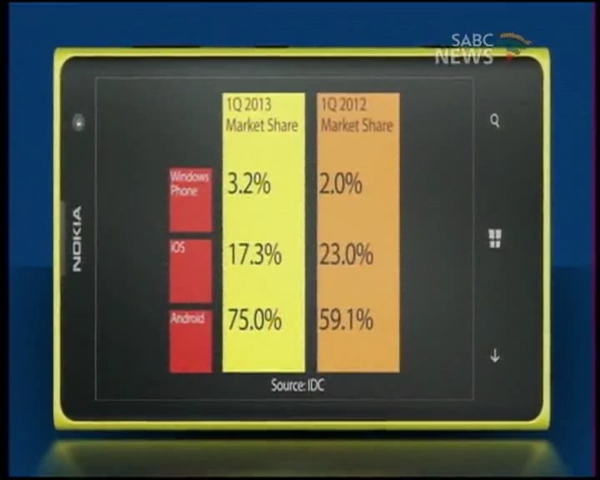 SABC
NEWS
NOKIA
1Q 2013
Market Share
1Q 2012
Market Share
Windows
Phone
3.2%
2.0%
iOS
17.3%
23.0%
Android
75.0%
59.1%
Source: IDC